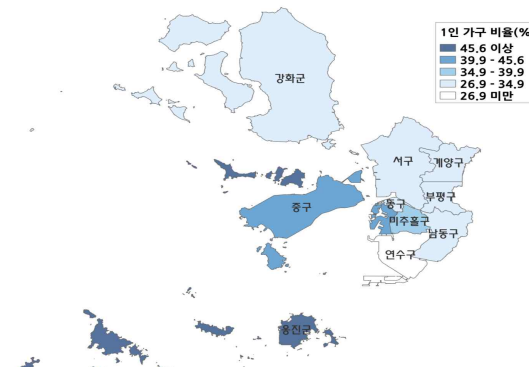 1인 가구 비율(%
45.6 이상
39.9 - 45.6
34.9 - 39.9
26.9 - 34.9
26.9 미만
강화군
서구
계양구
부평구
중구
동구
미추홀구
남동구
연수구
옹진군